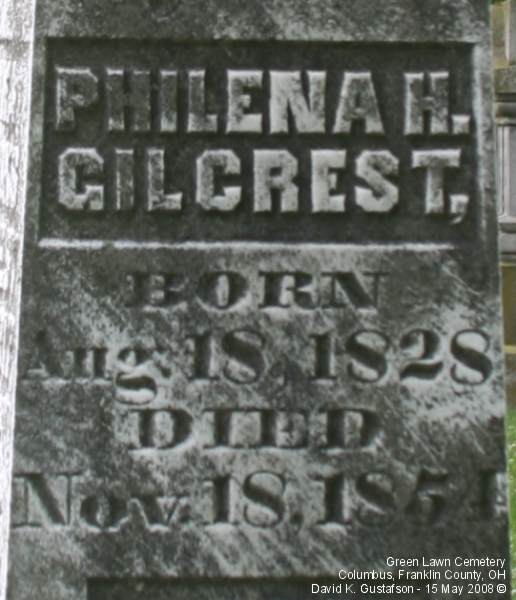 PHILENA H.
GILCREST,
BORN
Aug. 18, 1828
DIED
Nov. 18, 1854
Green Lawn Cemetery
Columbus, Franklin County, OH
David K. Gustafson - 15 May 2008 ©